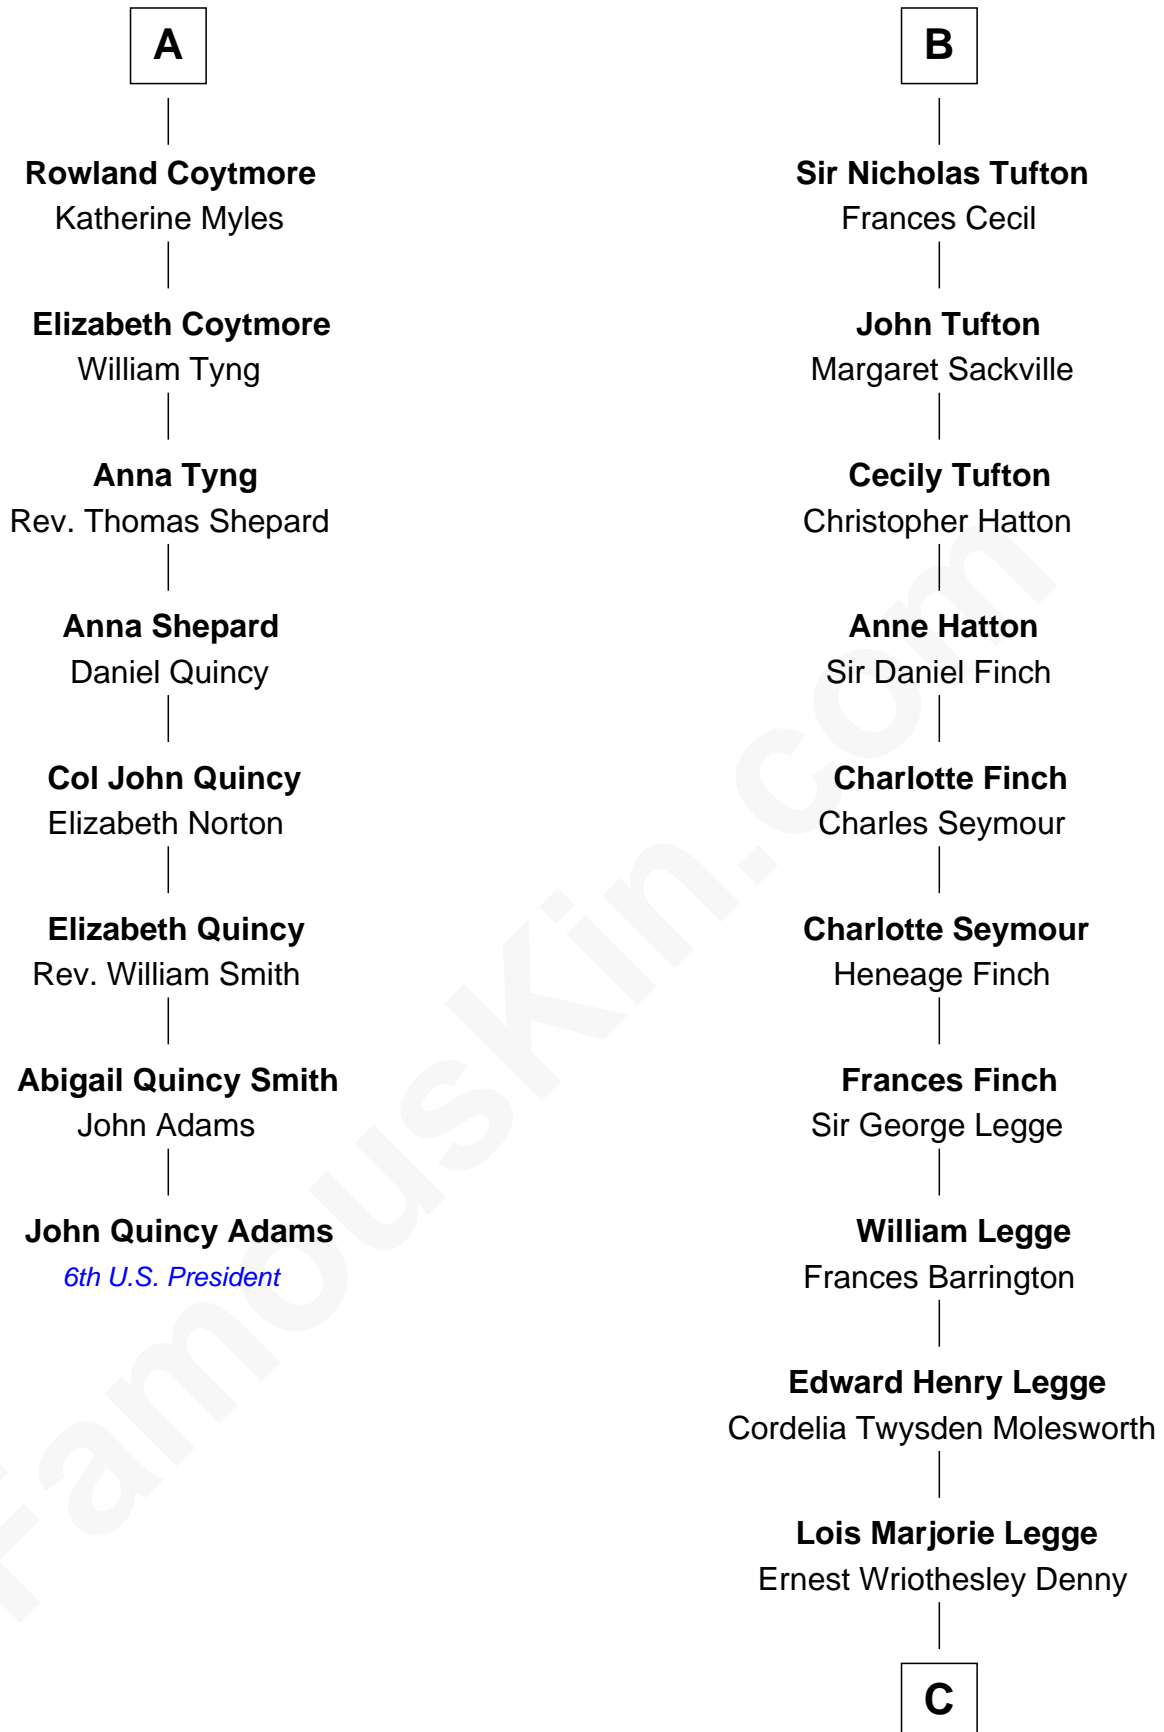 A
Rowland Coytmore
Katherine Myles
Elizabeth Coytmore
William Tyng
Anna Tyng
Rev. Thomas Shepard
Anna Shepard
Daniel Quincy
Col John Quincy
Elizabeth Norton
Elizabeth Quincy
Rev. William Smith
Abigail Quincy Smith
John Adams
John Quincy Adams
6th U.S. President
B
Sir Nicholas Tufton
Frances Cecil
John Tufton
Margaret Sackville
Cecily Tufton
Christopher Hatton
Anne Hatton
Sir Daniel Finch
Charlotte Finch
Charles Seymour
Charlotte Seymour
Heneage Finch
Frances Finch
Sir George Legge
William Legge
Frances Barrington
Edward Henry Legge
Cordelia Twysden Molesworth
Lois Marjorie Legge
Ernest Wriothesley Denny
C
FamousKin.com